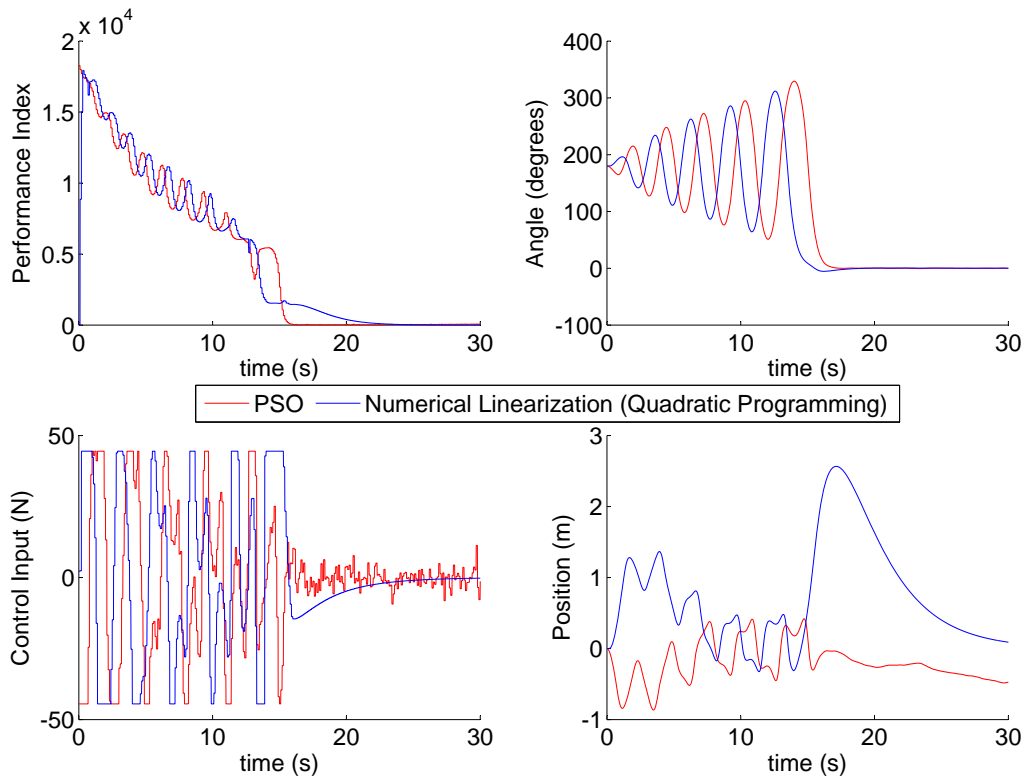 x 10^4
2
1.5
1
0.5
0
Performance Index
0 10 20 30
time (s)
400
300
200
100
0
-100
Angle (degrees)
0 10 20 30
time (s)
PSO Numerical Linearization (Quadratic Programming)
50
0
-50
Control Input (N)
0 10 20 30
time (s)
3
2
1
0
-1
Position (m)
0 10 20 30
time (s)